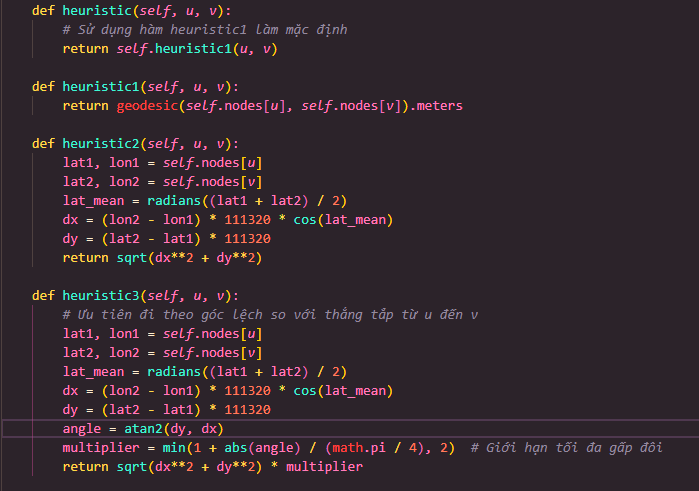 def heuristic(self, u, v):
    # Sử dụng hàm heuristic1 làm mặc định
    return self.heuristic1(u, v)

def heuristic1(self, u, v):
    return geodesic(self.nodes[u], self.nodes[v]).meters

def heuristic2(self, u, v):
    lat1, lon1 = self.nodes[u]
    lat2, lon2 = self.nodes[v]
    lat_mean = radians((lat1 + lat2) / 2)
    dx = (lon2 - lon1) * 111320 * cos(lat_mean)
    dy = (lat2 - lat1) * 111320
    return sqrt(dx**2 + dy**2)

def heuristic3(self, u, v):
    # Ưu tiên đi theo góc lệch so với thẳng tắp từ u đến v
    lat1, lon1 = self.nodes[u]
    lat2, lon2 = self.nodes[v]
    lat_mean = radians((lat1 + lat2) / 2)
    dx = (lon2 - lon1) * 111320 * cos(lat_mean)
    dy = (lat2 - lat1) * 111320
    angle = atan2(dy, dx)
    multiplier = min(1 + abs(angle) / (math.pi / 4), 2)  # Giới hạn tối đa gấp đôi
    return sqrt(dx**2 + dy**2) * multiplier